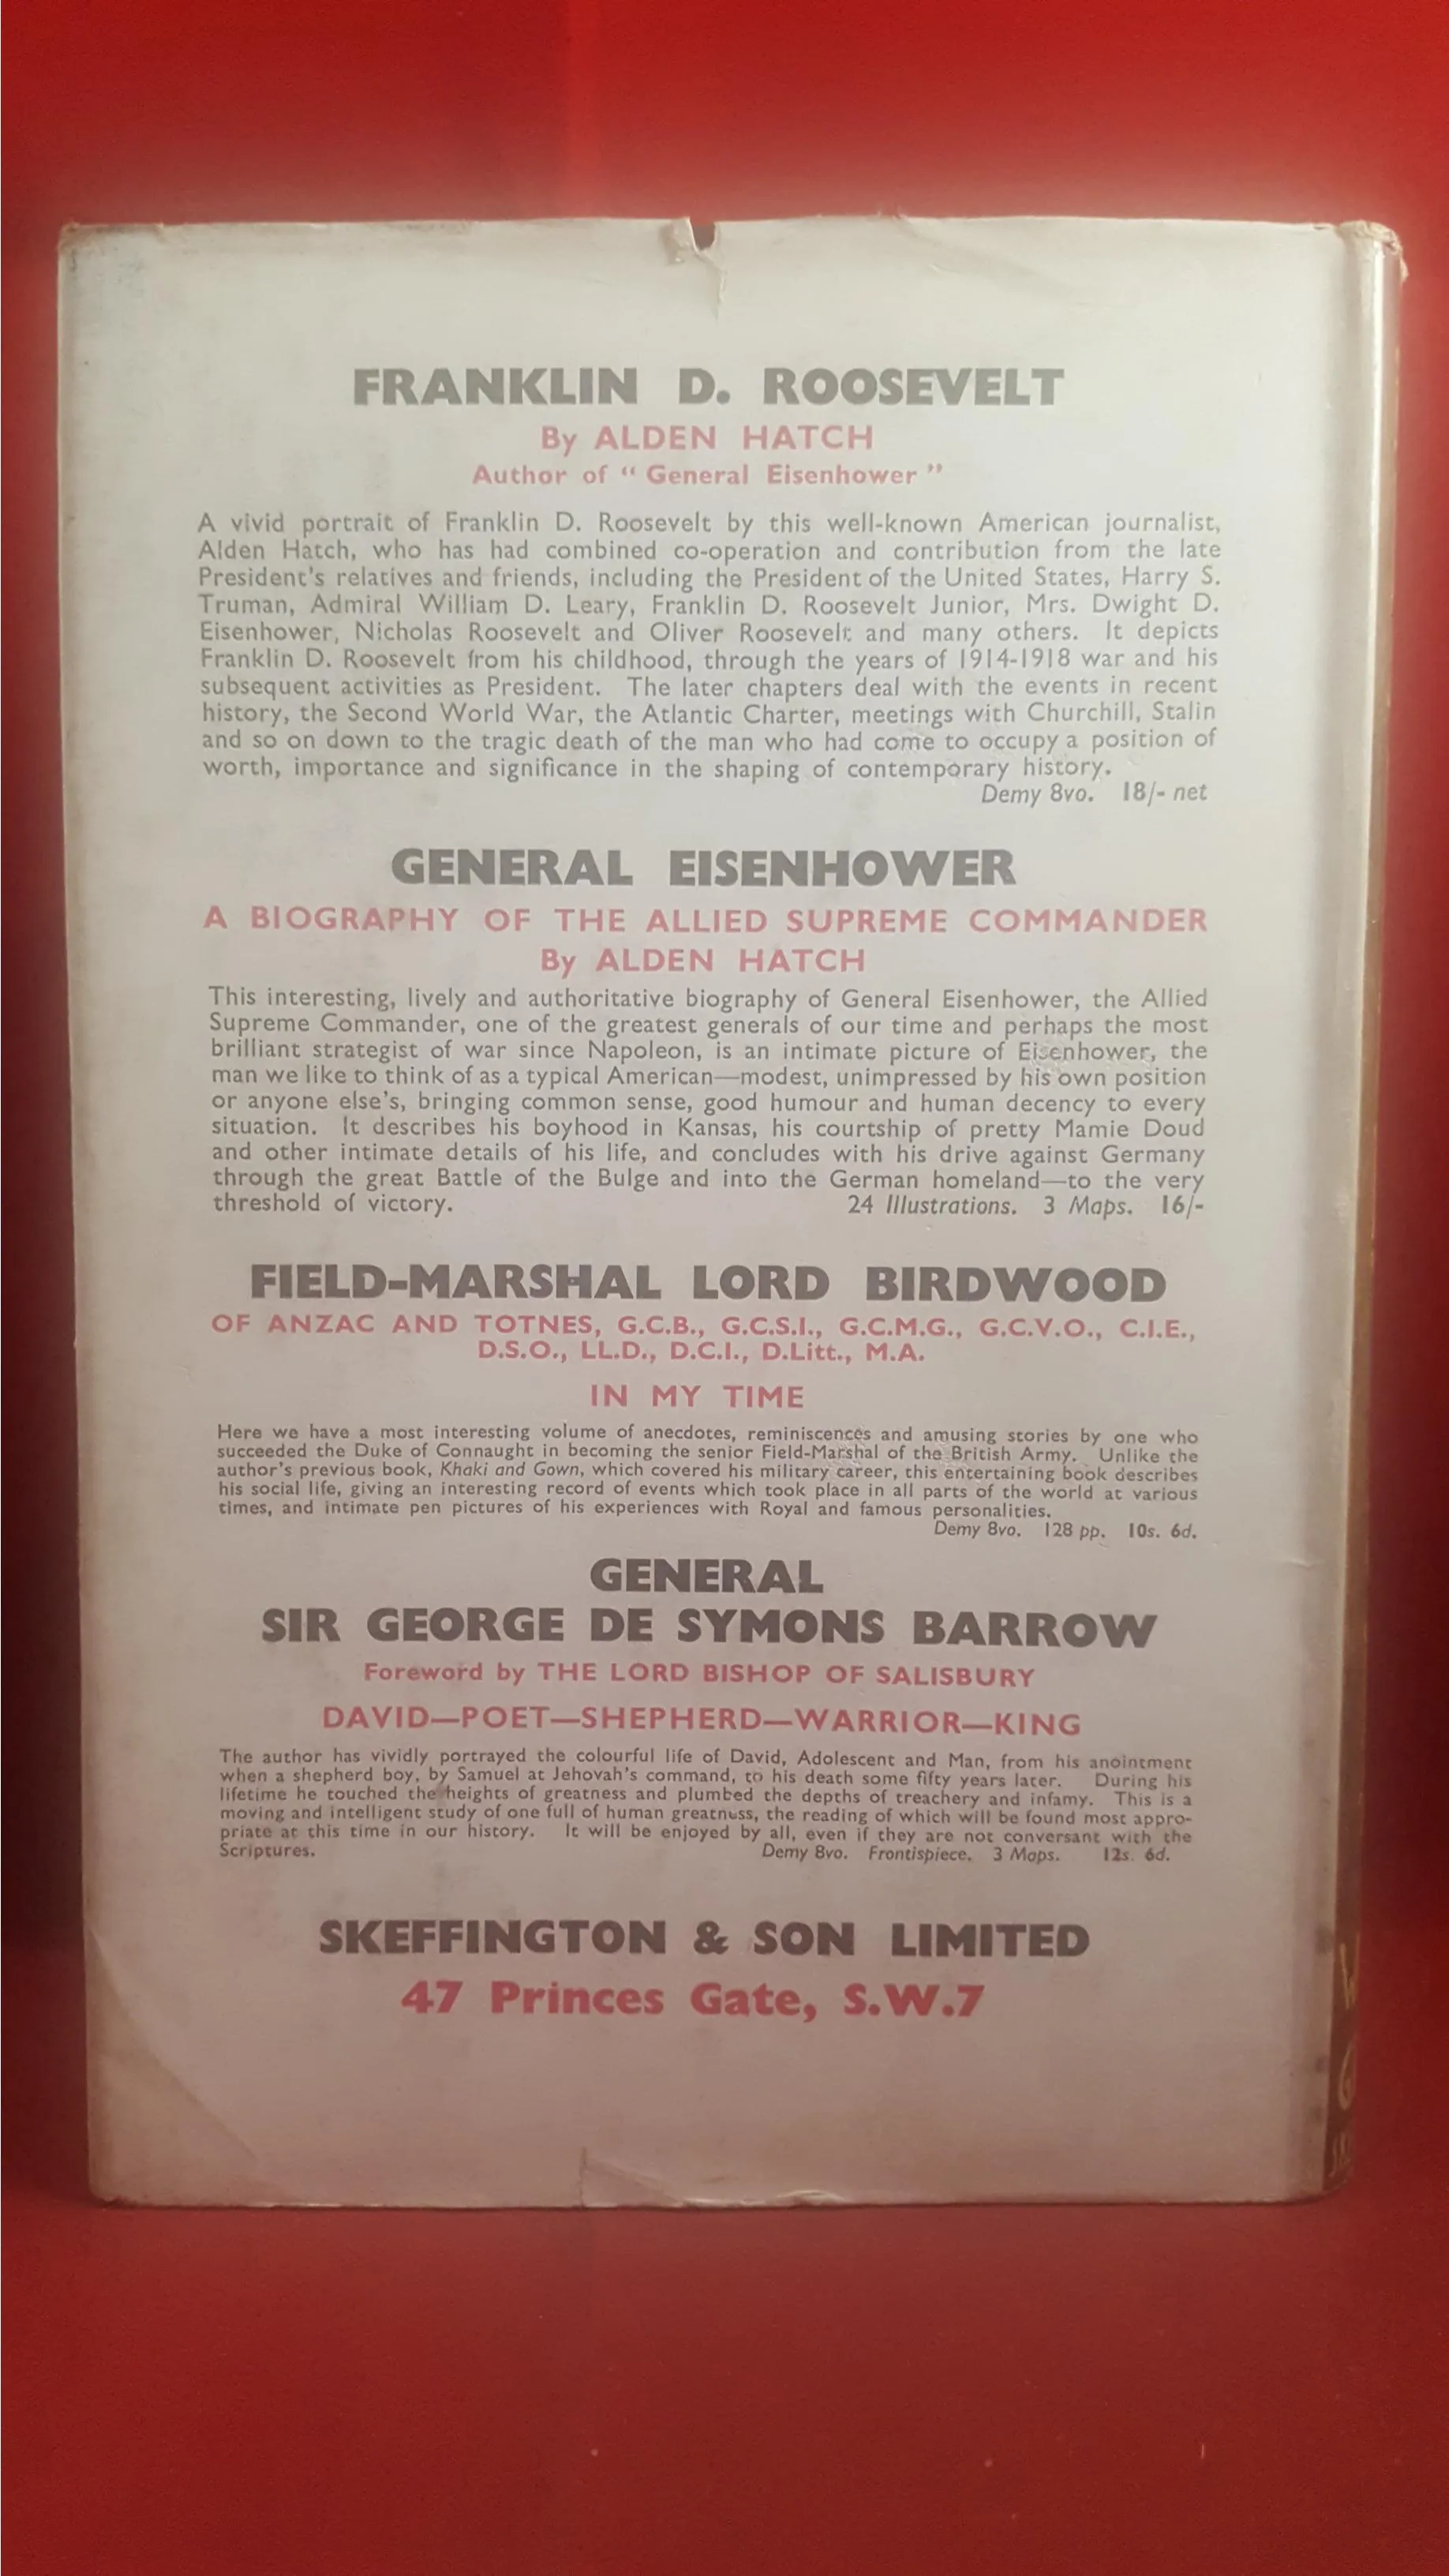 FRANKLIN D. ROOSEVELT
By ALDEN HATCH
Author of “ General Eisenhower ”
A vivid portrait of Franklin D. Roosevelt by this well-known American journalist,
Alden Hatch, who has had combined co-operation and contribution from the late
President's relatives and friends, including the President of the United States, Harry S.
Truman, Admiral William D. Leary, Franklin D. Roosevelt Junior, Mrs. Dwight D.
Eisenhower, Nicholas Roosevelt and Oliver Roosevelt and many others. It depicts
Franklin D. Roosevelt from his childhood, through the years of 1914-1918 war and his
subsequent activities as President. The later chapters deal with the events in recent
history, the Second World War, the Atlantic Charter, meetings with Churchill, Stalin
and so on down to the tragic death of the man who had come to occupy a position of
worth, importance and significance in the shaping of contemporary history.
Demy 8vo. 18/- net
GENERAL EISENHOWER
A BIOGRAPHY OF THE ALLIED SUPREME COMMANDER
By ALDEN HATCH
This interesting, lively and authoritative biography of General Eisenhower, the Allied
Supreme Commander, one of the greatest generals of our time and perhaps the most
brilliant strategist of war since Napoleon, is an intimate picture of Eisenhower, the
man we like to think of as a typical American—modest, unimpressed by his own position
or anyone else's, bringing common sense, good humour and human decency to every
situation. It describes his boyhood in Kansas, his courtship of pretty Mamie Doud
and other intimate details of his life, and concludes with his drive against Germany
through the great Battle of the Bulge and into the German homeland—to the very
threshold of victory. 24 Illustrations. 3 Maps. 16/-
FIELD-MARSHAL LORD BIRDWOOD
OF ANZAC AND TOTNES, G.C.B., G.C.S.I., G.C.M.G., G.C.V.O., C.I.E.,
D.S.O., LL.D., D.C.I., D.Litt., M.A.
IN MY TIME
Here we have a most interesting volume of anecdotes, reminiscences and amusing stories by one who
succeeded the Duke of Connaught in becoming the senior Field-Marshal of the British Army. Unlike the
author's previous book, Khaki and Gown, which covered his military career, this entertaining book describes
his social life, giving an interesting record of events which took place in all parts of the world at various
times, and intimate pen pictures of his experiences with Royal and famous personalities.
Demy 8vo. 128 pp. 10s. 6d.
GENERAL
SIR GEORGE DE SYMONS BARROW
Foreword by THE LORD BISHOP OF SALISBURY
DAVID—POET—SHEPHERD—WARRIOR—KING
The author has vividly portrayed the colourful life of David, Adolescent and Man, from his anointment
when a shepherd boy, by Samuel at Jehovah's command, to his death some fifty years later. During his
lifetime he touched the heights of greatness and plumbed the depths of treachery and infamy. This is a
moving and intelligent study of one full of human greatness, the reading of which will be found most appro-
priate at this time in our history. It will be enjoyed by all, even if they are not conversant with the
Scriptures. Demy 8vo. Frontispiece. 3 Maps. 12s. 6d.
SKEFFINGTON & SON LIMITED
47 Princes Gate, S.W.7